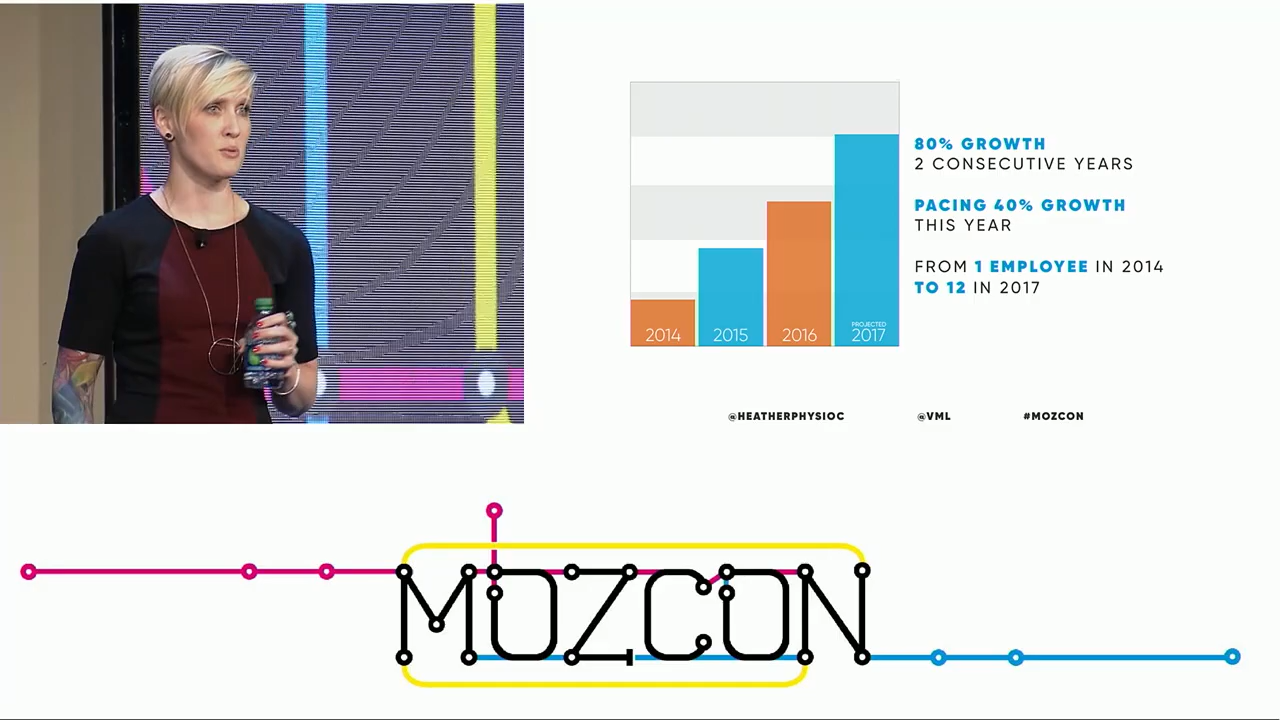 80% GROWTH
2 CONSECUTIVE YEARS
PACING 40% GROWTH
THIS YEAR
FROM 1 EMPLOYEE IN 2014
TO 12 IN 2017
2014
2015
2016
PROJECTED
2017
@HEATHERPHYSIOC
@VML
#MOZCON
MOZCON